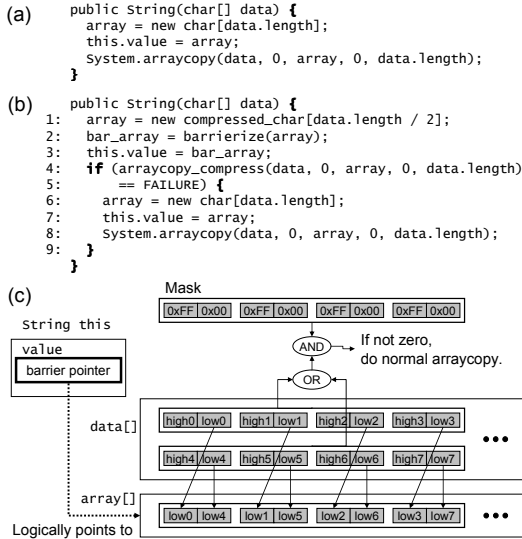 (a) public String(char[] data) {
array = new char[data.length];
this.value = array;
System.arraycopy(data, 0, array, 0, data.length);
}
(b) public String(char[] data) {
1: array = new compressed_char[data.length / 2];
2: bar_array = barrierize(array);
3: this.value = bar_array;
4: if (arraycopy_compress(data, 0, array, 0, data.length)
5: == FAILURE) {
6: array = new char[data.length];
7: this.value = array;
8: System.arraycopy(data, 0, array, 0, data.length);
9: }
}
(c) Mask
0xFF 0x00 0xFF 0x00 0xFF 0x00 0xFF 0x00
String this
value
barrier pointer
AND
If not zero,
do normal arraycopy.
OR
data[]
high0 low0 high1 low1 high2 low2 high3 low3 •••
high4 low4 high5 low5 high6 low6 high7 low7
array[]
low0 low4 low1 low5 low2 low6 low3 low7 •••
Logically points to